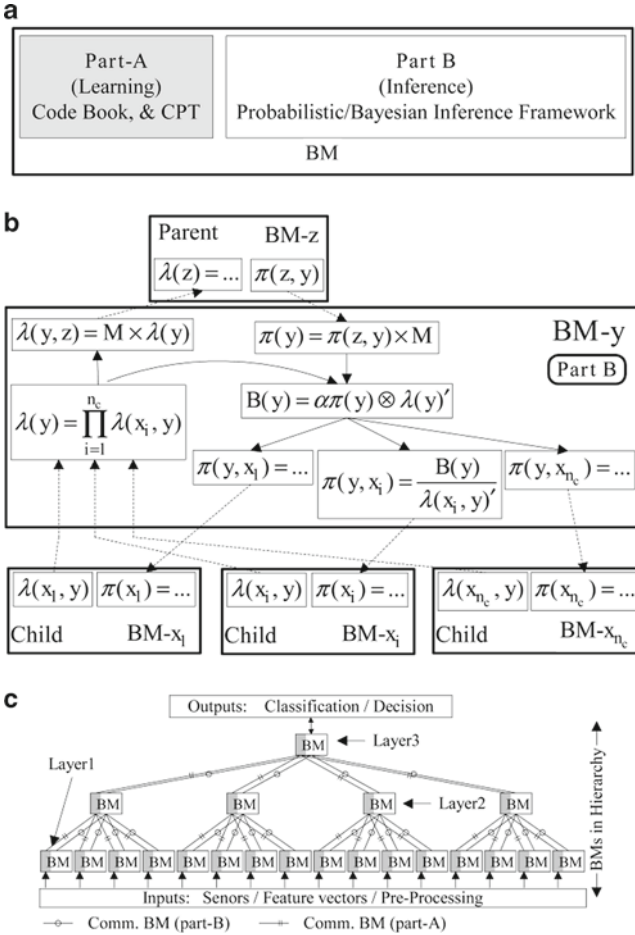 a
Part-A
(Learning)
Code Book, & CPT
Part B
(Inference)
Probabilistic/Bayesian Inference Framework
BM
b
Parent BM-z
λ(z) = ... π(z, y)
λ(y, z) = M × λ(y)
π(y) = π(z, y) × M
BM-y
Part B
λ(y) = ∏_{i=1}^{n_c} λ(x_i, y)
B(y) = απ(y) ⊗ λ(y)′
π(y, x_1) = ...
π(y, x_i) = B(y) / λ(x_i, y)′
π(y, x_{n_c}) = ...
λ(x_1, y) π(x_1) = ... λ(x_i, y) π(x_i) = ... λ(x_{n_c}, y) π(x_{n_c}) = ...
Child BM-x_1 Child BM-x_i Child BM-x_{n_c}
c
Outputs: Classification / Decision
BM
Layer3
Layer1
BM BM BM BM
Layer2
BM BM BM BM BM BM BM BM BM BM BM BM BM BM BM BM
BMs in Hierarchy
Inputs: Senors / Feature vectors / Pre-Processing
Comm. BM (part-B) Comm. BM (part-A)